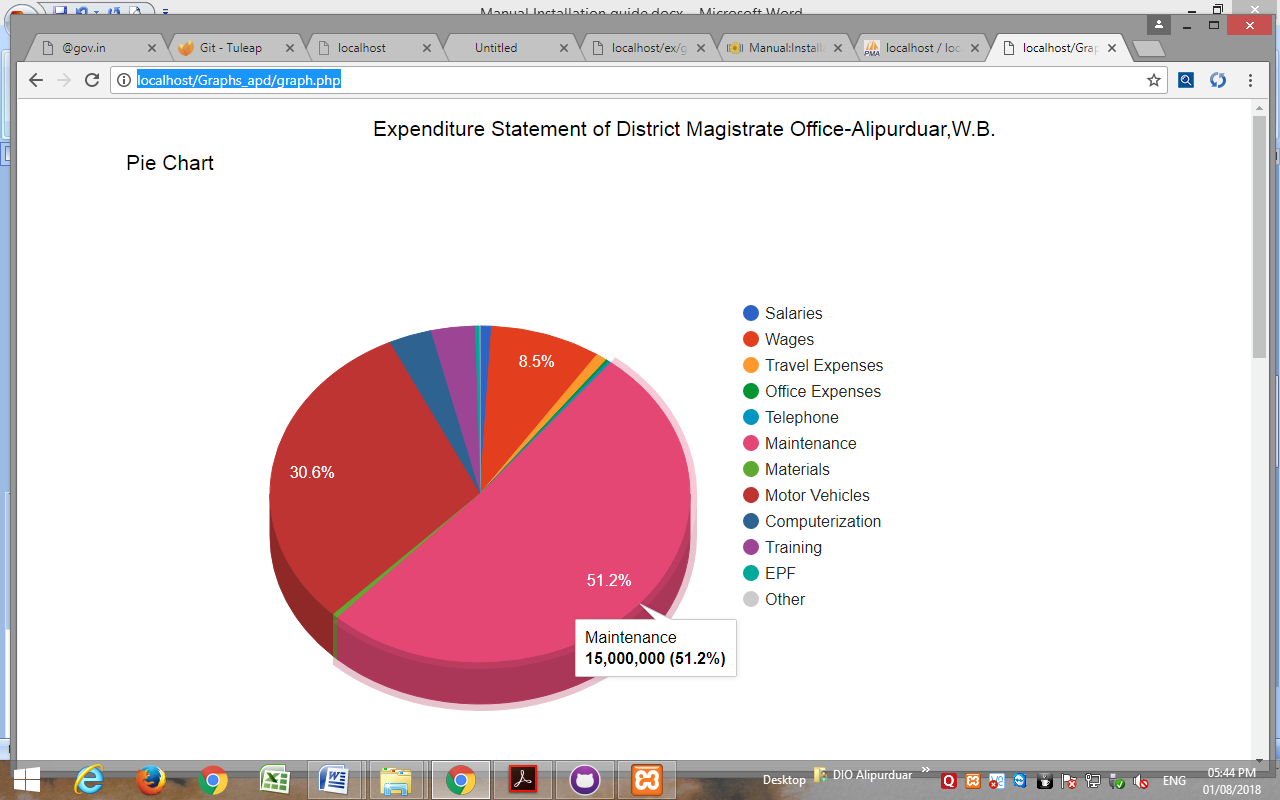 Manual Installation guide.docx - Microsoft Word
@gov.in
Git - Tuleap
localhost
Untitled
localhost/ex/g
Manual:Install
localhost / loc
localhost/Grap
localhost/Graphs_apd/graph.php
Expenditure Statement of District Magistrate Office-Alipurduar,W.B.
Pie Chart
8.5%
30.6%
51.2%
Maintenance
15,000,000 (51.2%)
Salaries
Wages
Travel Expenses
Office Expenses
Telephone
Maintenance
Materials
Motor Vehicles
Computerization
Training
EPF
Other
Desktop
DIO Alipurduar
ENG
05:44 PM
01/08/2018